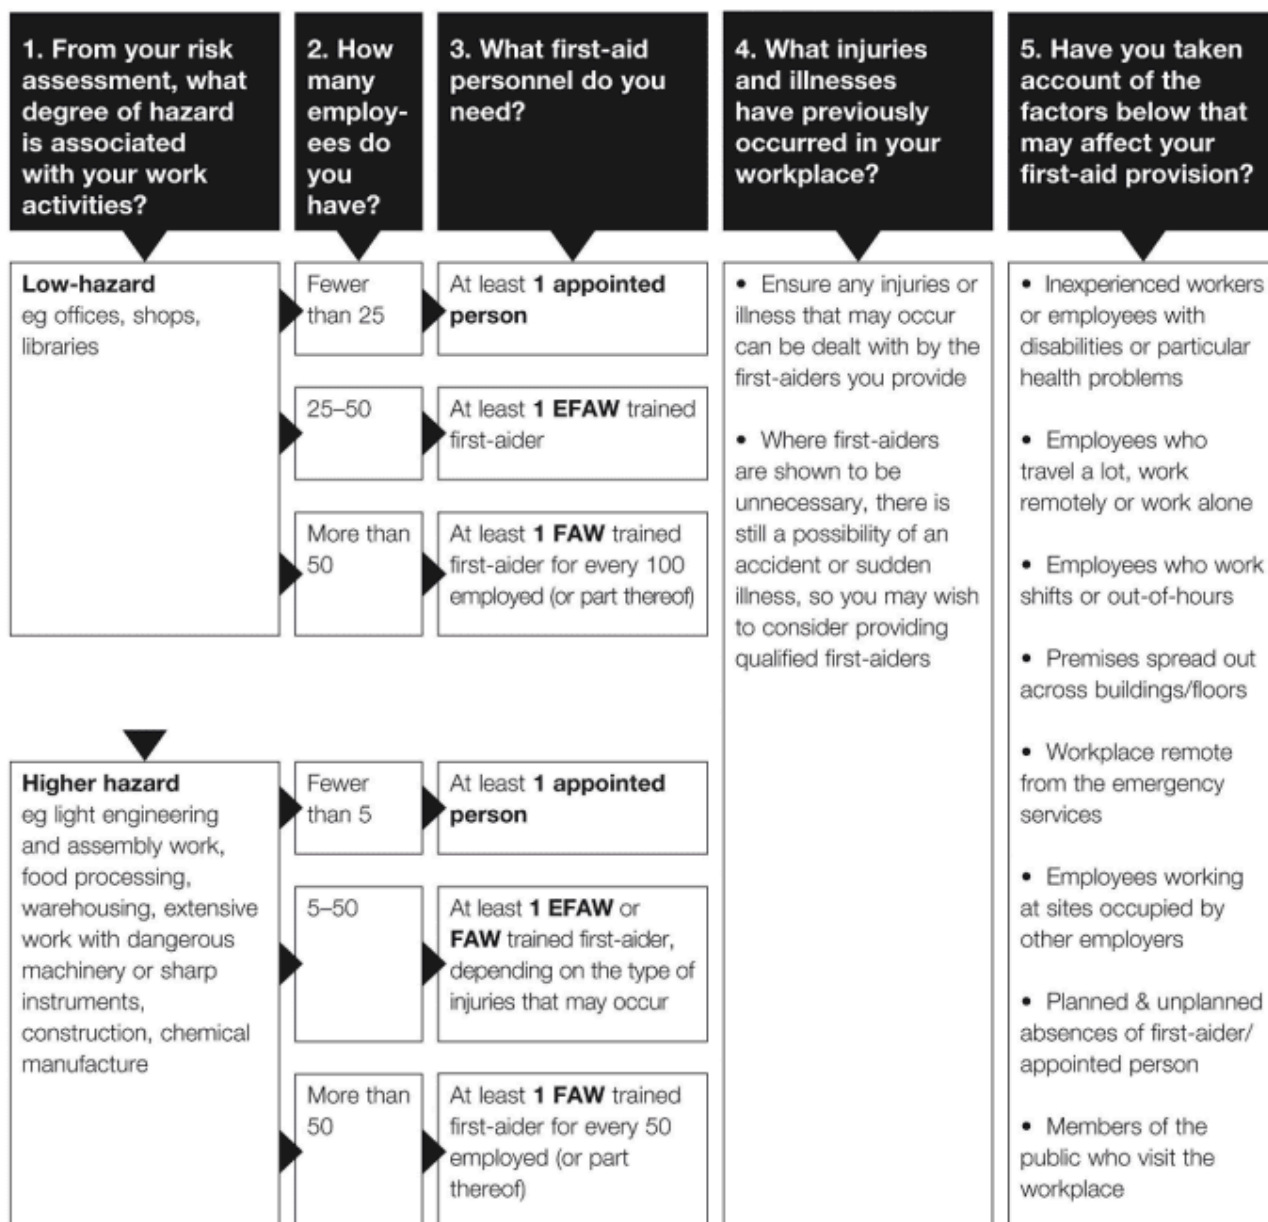 1. From your risk
assessment, what
degree of hazard
is associated
with your work
activities?
2. How
many
employ-
ees do
you
have?
3. What first-aid
personnel do you
need?
4. What injuries
and illnesses
have previously
occurred in your
workplace?
5. Have you taken
account of the
factors below that
may affect your
first-aid provision?
Low-hazard
eg offices, shops,
libraries
Fewer
than 25
At least 1 appointed
person
25–50
At least 1 EFAW trained
first-aider
More than
50
At least 1 FAW trained
first-aider for every 100
employed (or part thereof)
Higher hazard
eg light engineering
and assembly work,
food processing,
warehousing, extensive
work with dangerous
machinery or sharp
instruments,
construction, chemical
manufacture
Fewer
than 5
At least 1 appointed
person
5–50
At least 1 EFAW or
FAW trained first-aider,
depending on the type of
injuries that may occur
More than
50
At least 1 FAW trained
first-aider for every 50
employed (or part
thereof)
• Ensure any injuries or
illness that may occur
can be dealt with by the
first-aiders you provide
• Where first-aiders
are shown to be
unnecessary, there is
still a possibility of an
accident or sudden
illness, so you may wish
to consider providing
qualified first-aiders
• Inexperienced workers
or employees with
disabilities or particular
health problems
• Employees who
travel a lot, work
remotely or work alone
• Employees who work
shifts or out-of-hours
• Premises spread out
across buildings/floors
• Workplace remote
from the emergency
services
• Employees working
at sites occupied by
other employers
• Planned & unplanned
absences of first-aider/
appointed person
• Members of the
public who visit the
workplace